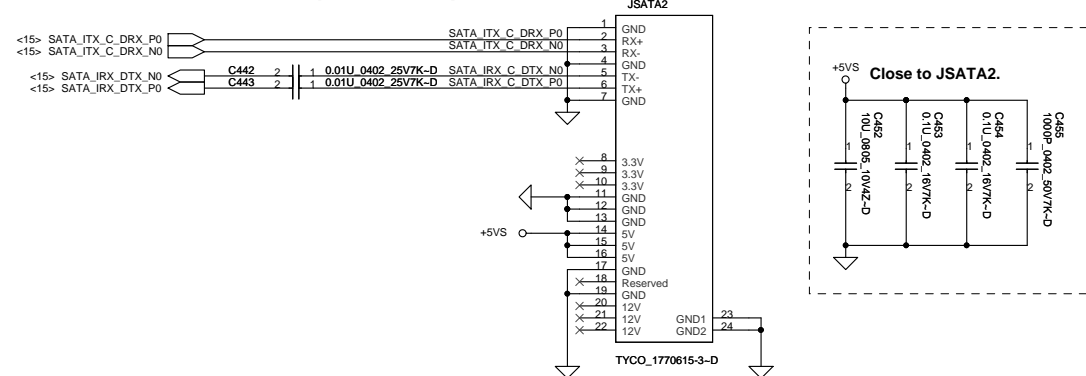 JSATA2
<15> SATA_ITX_C_DRX_P0 SATA_ITX_C_DRX_P0 1 GND
<15> SATA_ITX_C_DRX_N0 SATA_ITX_C_DRX_N0 2 RX+
3 RX-
4 GND
<15> SATA_IRX_DTX_N0 C442 2 1 0.01U_0402_25V7K~D SATA_IRX_C_DTX_N0 5 TX-
<15> SATA_IRX_DTX_P0 C443 2 1 0.01U_0402_25V7K~D SATA_IRX_C_DTX_P0 6 TX+
7 GND
8 3.3V
9 3.3V
10 3.3V
11 GND
12 GND
13 GND
+5VS 14 5V
15 5V
16 5V
17 GND
18 Reserved
19 GND
20 12V
21 12V GND1 23
22 12V GND2 24
TYCO_1770615-3~D
+5VS Close to JSATA2.
C452
10U_0805_10V4Z~D
1
2
C453
0.1U_0402_16V7K~D
1
2
C454
0.1U_0402_16V7K~D
1
2
C455
1000P_0402_50V7K~D
1
2